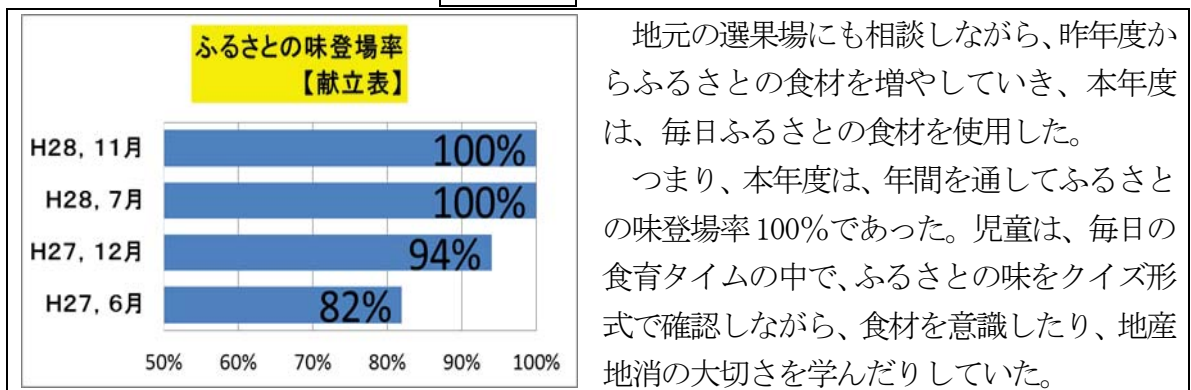 ふるさとの味登場率
【献立表】
H28, 11月
100%
H28, 7月
100%
H27, 12月
94%
H27, 6月
82%
50%
60%
70%
80%
90%
100%
地元の選果場にも相談しながら、昨年度か
らふるさとの食材を増やしていき、本年度
は、毎日ふるさとの食材を使用した。
つまり、本年度は、年間を通してふるさと
の味登場率100%であった。児童は、毎日の
食育タイムの中で、ふるさとの味をクイズ形
式で確認しながら、食材を意識したり、地産
地消の大切さを学んだりしていた。